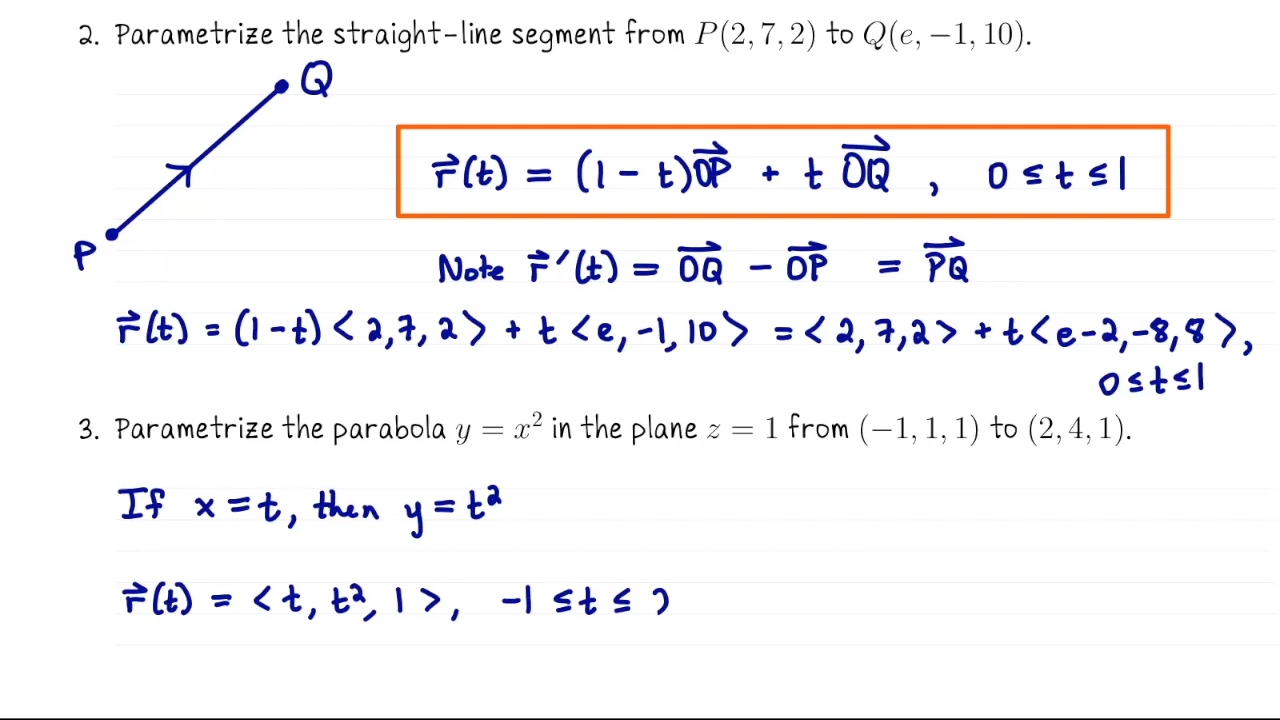 2. Parametrize the straight-line segment from P(2, 7, 2) to Q(e, −1, 10).
Q
P
r⃗(t) = (1 - t)OP⃗ + t OQ⃗ , 0 ≤ t ≤ 1
Note r⃗'(t) = OQ⃗ - OP⃗ = PQ⃗
r⃗(t) = (1-t)<2,7,2> + t<e,-1,10> = <2,7,2> + t<e-2,-8,8>,
0≤t≤1
3. Parametrize the parabola y = x² in the plane z = 1 from (−1, 1, 1) to (2, 4, 1).
If x=t, then y=t²
r⃗(t) = <t, t², 1>, -1 ≤ t ≤